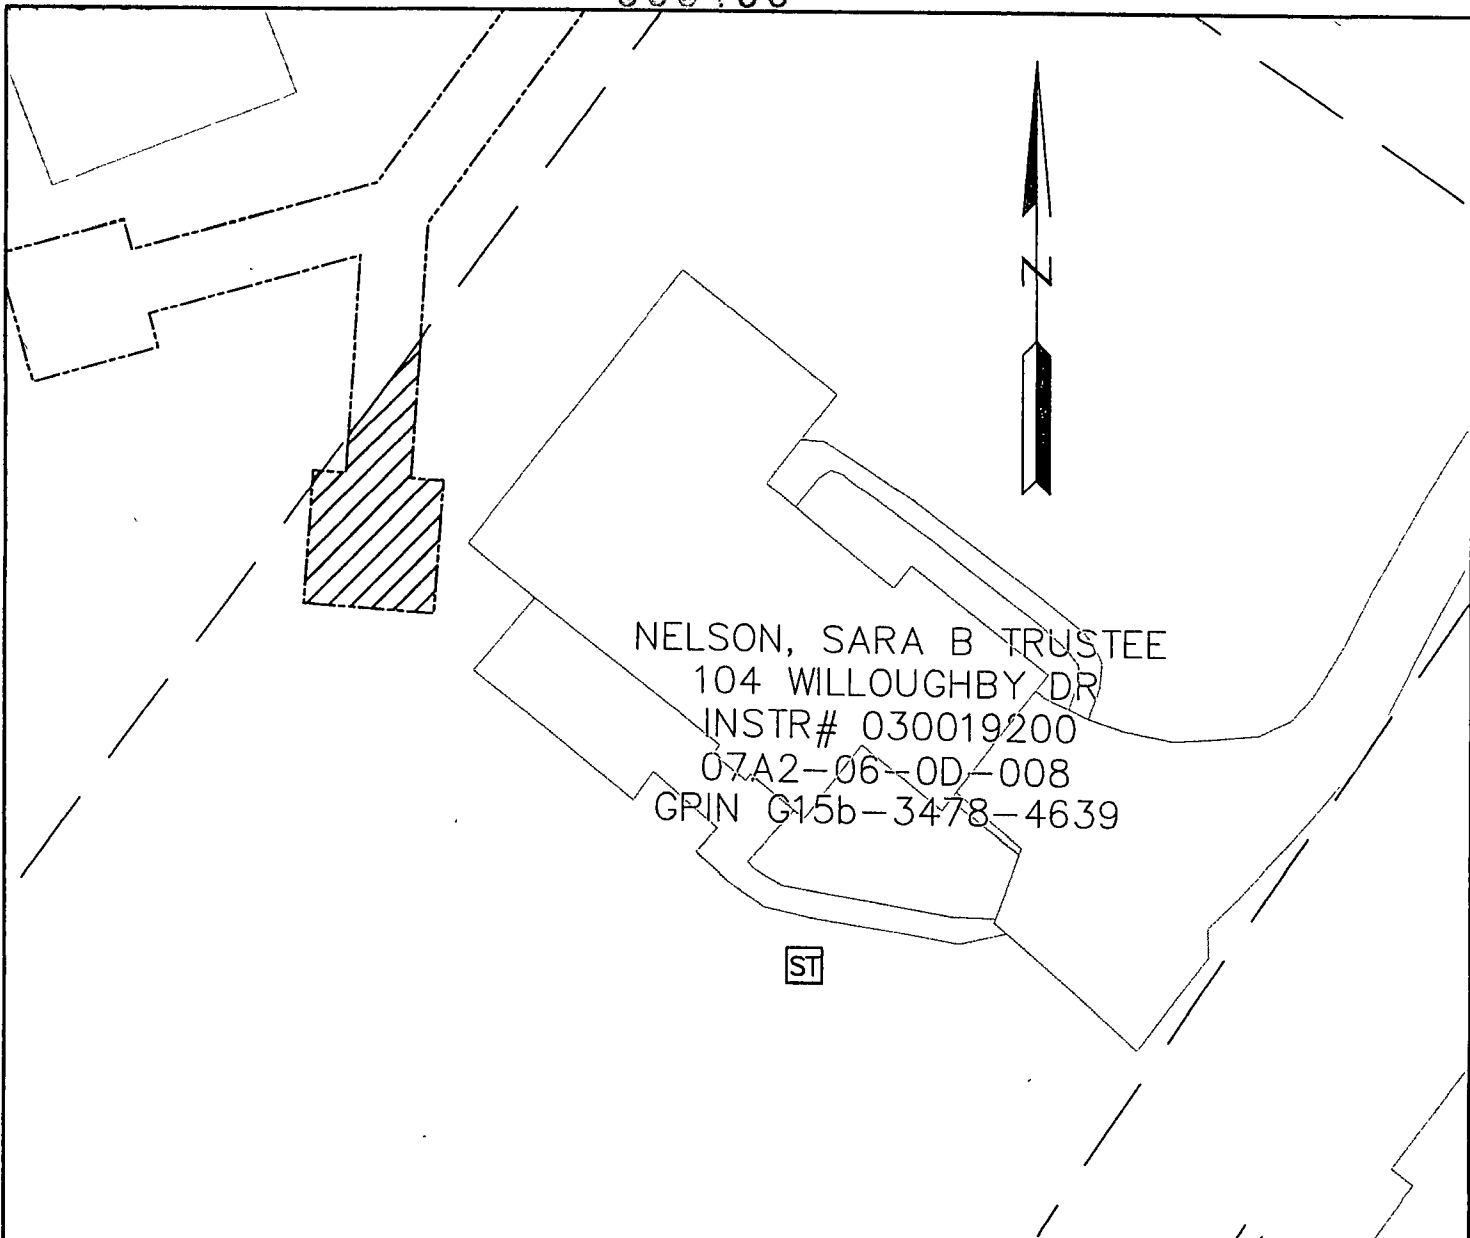 N
NELSON, SARA B TRUSTEE
104 WILLOUGHBY DR
INSTR# 030019200
07A2-06-0D-008
GPIN G15b-3478-4639
ST